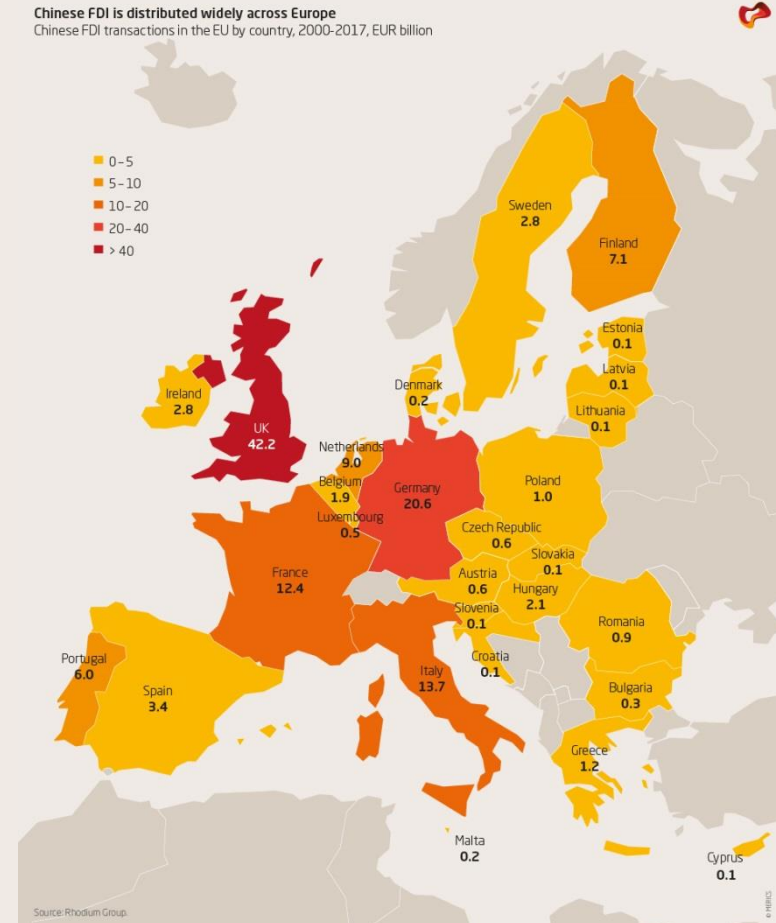 Chinese FDI is distributed widely across Europe
Chinese FDI transactions in the EU by country, 2000-2017, EUR billion
0–5
5–10
10–20
20–40
> 40
Sweden
2.8
Finland
7.1
Estonia
0.1
Latvia
0.1
Lithuania
0.1
Denmark
0.2
Ireland
2.8
UK
42.2
Netherlands
9.0
Belgium
1.9
Luxembourg
0.5
Germany
20.6
Poland
1.0
Czech Republic
0.6
Slovakia
0.1
Austria
0.6
Hungary
2.1
Slovenia
0.1
Croatia
0.1
France
12.4
Romania
0.9
Bulgaria
0.3
Portugal
6.0
Spain
3.4
Italy
13.7
Greece
1.2
Malta
0.2
Cyprus
0.1
Source: Rhodium Group.
© MERICS